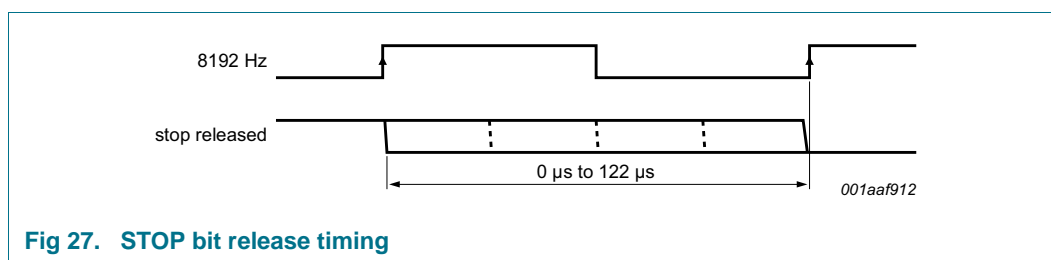 8192 Hz
stop released
0 μs to 122 μs
001aaf912
Fig 27. STOP bit release timing